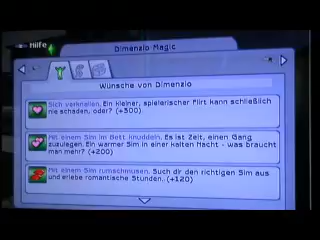 Hilfe
Dimenzio Magic
Wünsche von Dimenzio
Sich verknallen. Ein kleiner, spielerischer Flirt kann schließlich
nie schaden, oder? (+300)
Mit einem Sim im Bett knuddeln. Es ist Zeit, einen Gang
zuzulegen. Ein warmer Sim in einer kalten Nacht - was braucht
man mehr? (+200)
Mit einem Sim rumschmusen. Such dir den richtigen Sim aus
und erlebe romantische Stunden. (+120)